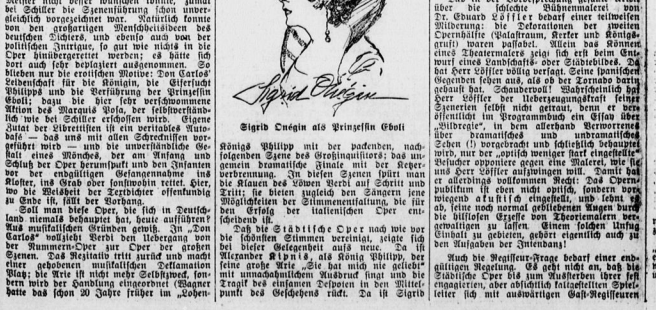 bei Schiller die Szenenführung schon unver-
gleichlich vorgezeichnet war. Natürlich konnte
von den großartigen Menschheitsideen des
deutschen Dichters, und ebenso auch von der
politischen Intrigue, so gut wie nichts in die
Oper hinübergerettet werden; es hätte sich
dort auch sehr deplaziert ausgenommen. So
blieben nur die erotischen Motive: Don Carlos'
Leidenschaft für die Königin, die Eifersucht
Philipps und die Verführung der Prinzessin
Eboli; dazu die hier sehr verschwommene
Aktion des Marquis Posa, der selbstverständ-
lich wie bei Schiller erschossen wird. Eigene
Zutat der Librettisten ist ein veritables Auto-
dafé — das uns mit allen Schrecknissen vor-
geführt wird — und die unverständliche Ge-
stalt eines Mönches, der am Anfang und
Schluß der Oper herumspukt und den Infanten
vor der endgültigen Gefangennahme ins
Kloster, ins Grab oder sonstwohin rettet. Hier,
wo die Weisheit der Textdichter offenkundig
zu Ende ist, fällt der Vorhang.
Soll man diese Oper, die sich in Deutsch-
land niemals behauptet hat, heute aufführen?
Aus musikalischen Gründen gewiß. In „Don
Carlos“ vollzieht Verdi den Uebergang von
der Nummern-Oper zur Oper der großen
Szenen. Das Rezitativ tritt zurück und macht
einer gehobenen musikalischen Deklamation
Platz; die Arie ist nicht mehr Selbstzweck, son-
dern wird der Handlung eingeordnet (Wagner
hatte das schon 20 Jahre früher im „Lohen-
Sigrid Onégin
Sigrid Onégin als Prinzessin Eboli
Königs Philipp mit der packenden, nach-
folgenden Szene des Großinquisitors; das un-
gemein dramatische Finale mit der Ketzer-
verbrennung. In diesen Szenen spürt man
die Klauen des Löwen Verdi auf Schritt und
Tritt; sie bieten zugleich den Sängern jene
Möglichkeiten der Stimmenentfaltung, die für
den Erfolg der italienischen Oper ent-
scheidend ist.
Daß die Städtische Oper nach wie vor
die schönsten Stimmen vereinigt, zeigte sich
bei dieser Gelegenheit aufs neue. Da ist
Alexander Kipnis, als König Philipp, der
seine große Arie „Sie hat mich nie geliebt“
mit unnachahmlichem Ausdruck singt und die
Tragik des einsamen Despoten in den Mittel-
punkt des Geschehens rückt. Da ist Sigrid
über die solchige Bühnenmalerei von
Dr. Eduard Löffler bedarf einer teilweisen
Milderung: die Dekorationen der zweiten
Opernhälfte (Palastraum, Kerker und Königs-
gruft) waren passabel. Allein das Können
eines Theatermalers zeigt sich erst beim Ent-
wurf eines Landschafts- oder Städtebildes. Da
hat Herr Löffler völlig versagt. Seine spanischen
Gegenden sehen aus, als ob der Tornado darin
gehaust hat. Schauervoll! Wahrscheinlich hat
Herr Löffler der Ueberzeugungskraft seiner
Szenerien selbst nicht getraut, denn er ver-
öffentlicht im Programmbuch ein Essay über
„Bildregie“, in dem allerhand Verworrenes
über dramatisches und undramatisches
Sehen (!) vorgebracht und schließlich behauptet
wird, nur der „optisch weniger stark eingestellte“
Besucher opponiere gegen eine Malerei, wie sie
uns Herr Löffler aufzwingen will. Damit hat
er allerdings vollkommen Recht: Das Opern-
publikum ist eben nicht optisch, sondern vor-
wiegend akustisch eingestellt, und lehnt es
ab, seine noch normal gebliebenen Augen durch
die stillosen Exzesse von Theoriemalern ver-
gewaltigen zu lassen. Einem solchen Unfug
Einhalt zu gebieten, gehört eigentlich auch zu
den Aufgaben der Intendanz!
Auch die Regisseur-Frage bedarf einer end-
gültigen Regelung. Es geht nicht an, daß die
Städtische Oper bis zum Aussterben ihrer fest
engagierten, aber absichtlich kaltgestellten Spiel-
leiter sich mit auswärtigen Gast-Regisseuren